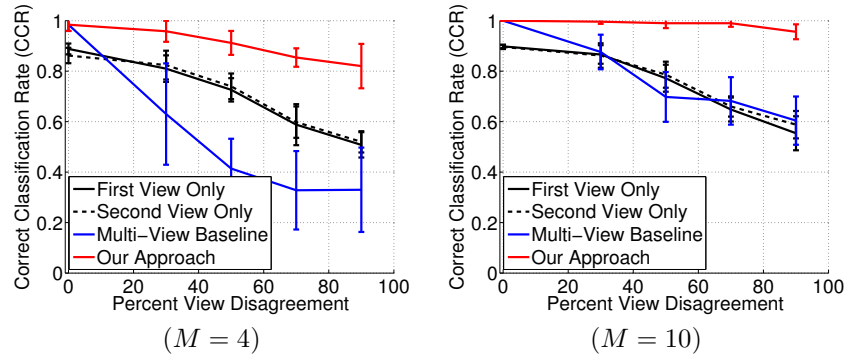 Correct Classification Rate (CCR)
1
0.8
0.6
0.4
0.2
0
First View Only
Second View Only
Multi-View Baseline
Our Approach
0 20 40 60 80 100
Percent View Disagreement
(M = 4)
Correct Classification Rate (CCR)
1
0.8
0.6
0.4
0.2
0
First View Only
Second View Only
Multi-View Baseline
Our Approach
0 20 40 60 80 100
Percent View Disagreement
(M = 10)